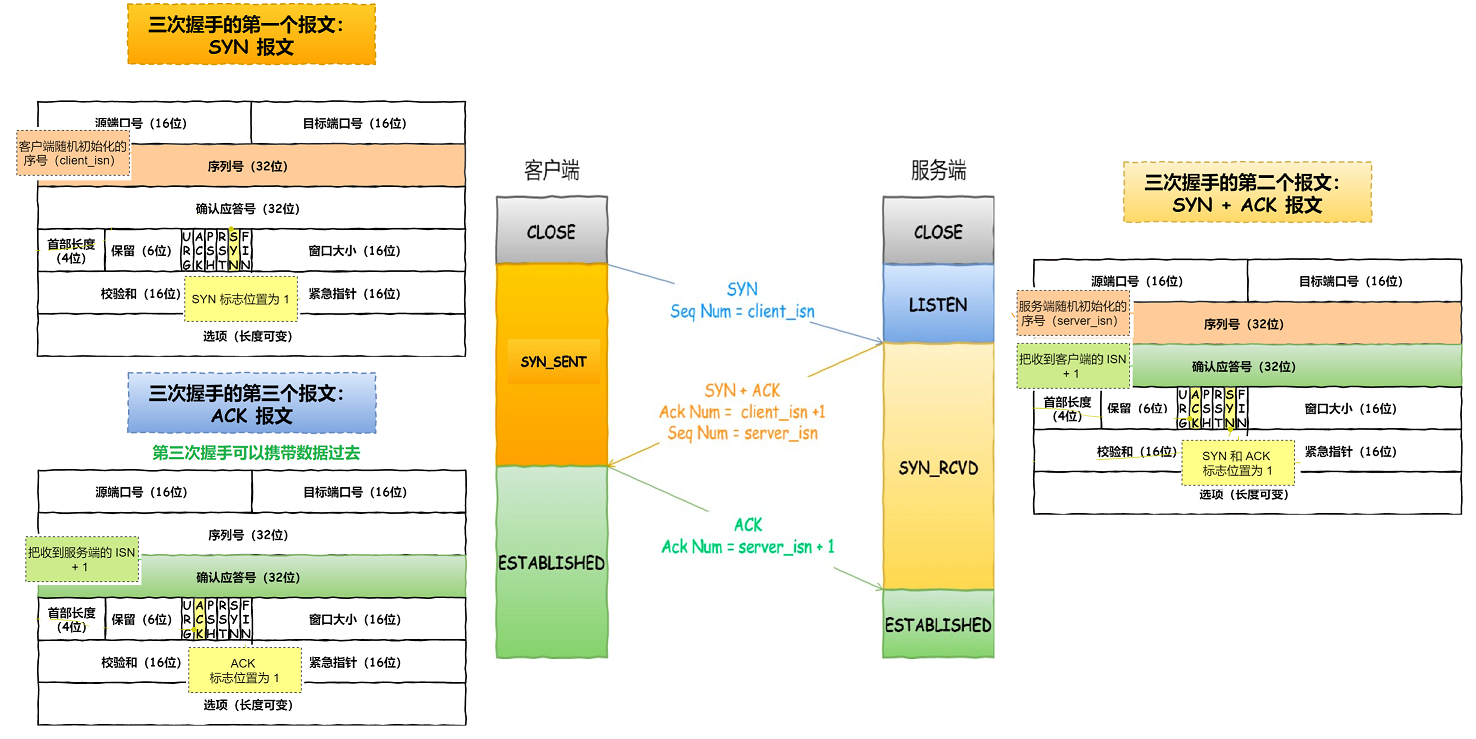 三次握手的第一个报文:
SYN 报文
源端口号（16位）
目标端口号（16位）
客户端随机初始化的
序号（client_isn）
序列号（32位）
确认应答号（32位）
首部长度
(4位)
保留（6位）
URG
ACK
PSH
RST
SYN
FIN
窗口大小（16位）
校验和（16位）
SYN 标志位置为 1
紧急指针（16位）
选项（长度可变）
三次握手的第三个报文:
ACK 报文
第三次握手可以携带数据过去
源端口号（16位）
目标端口号（16位）
序列号（32位）
把收到服务端的 ISN
+ 1
确认应答号（32位）
首部长度
(4位)
保留（6位）
URG
ACK
PSH
RST
SYN
FIN
窗口大小（16位）
校验和（16位）
ACK
标志位置为 1
紧急指针（16位）
选项（长度可变）
客户端
CLOSE
SYN_SENT
ESTABLISHED
SYN
Seq Num = client_isn
SYN + ACK
Ack Num = client_isn +1
Seq Num = server_isn
ACK
Ack Num = server_isn + 1
服务端
CLOSE
LISTEN
SYN_RCVD
ESTABLISHED
三次握手的第二个报文:
SYN + ACK 报文
源端口号（16位）
目标端口号（16位）
服务端随机初始化的
序号（server_isn）
序列号（32位）
把收到客户端的 ISN
+ 1
确认应答号（32位）
首部长度
(4位)
保留（6位）
URG
ACK
PSH
RST
SYN
FIN
窗口大小（16位）
校验和（16位）
SYN 和 ACK
标志位置为 1
紧急指针（16位）
选项（长度可变）